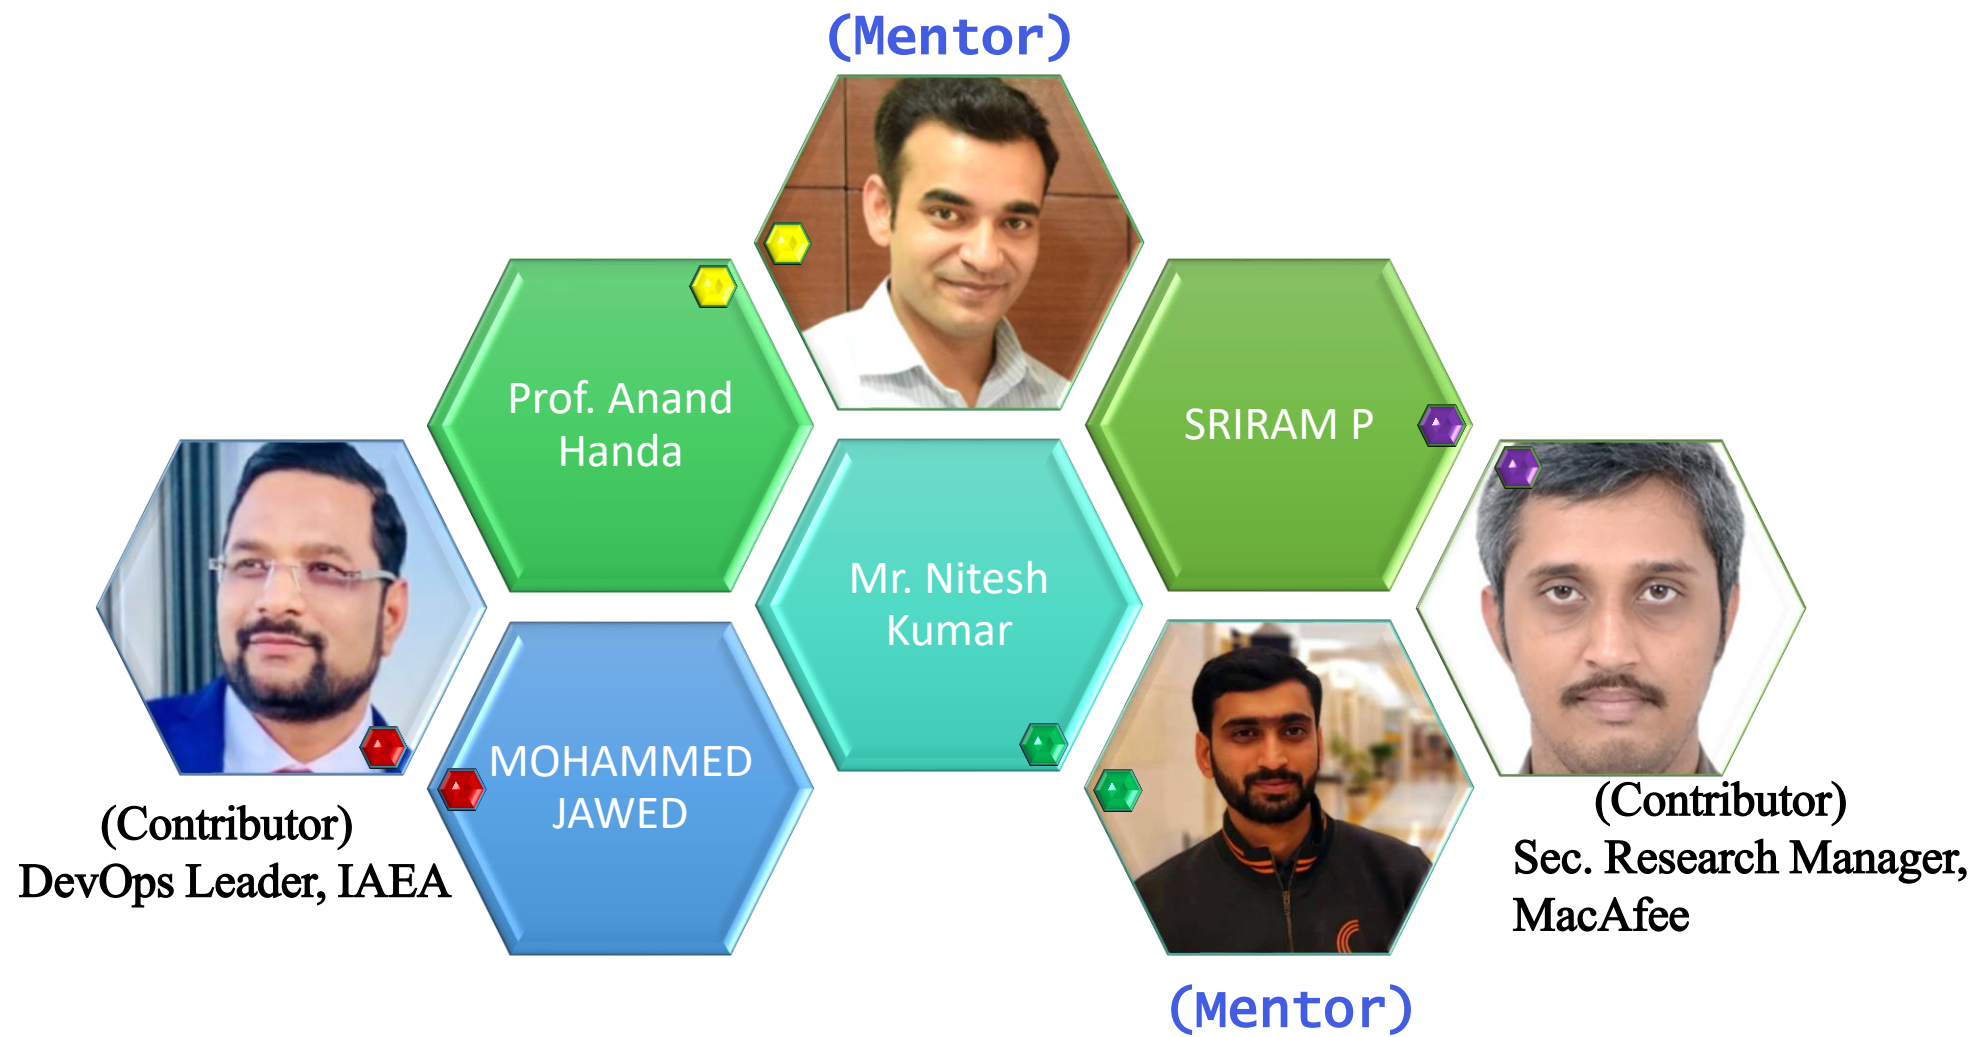 (Mentor)
Prof. Anand
Handa
SRIRAM P
Mr. Nitesh
Kumar
MOHAMMED
JAWED
(Contributor)
DevOps Leader, IAEA
(Contributor)
Sec. Research Manager,
MacAfee
(Mentor)